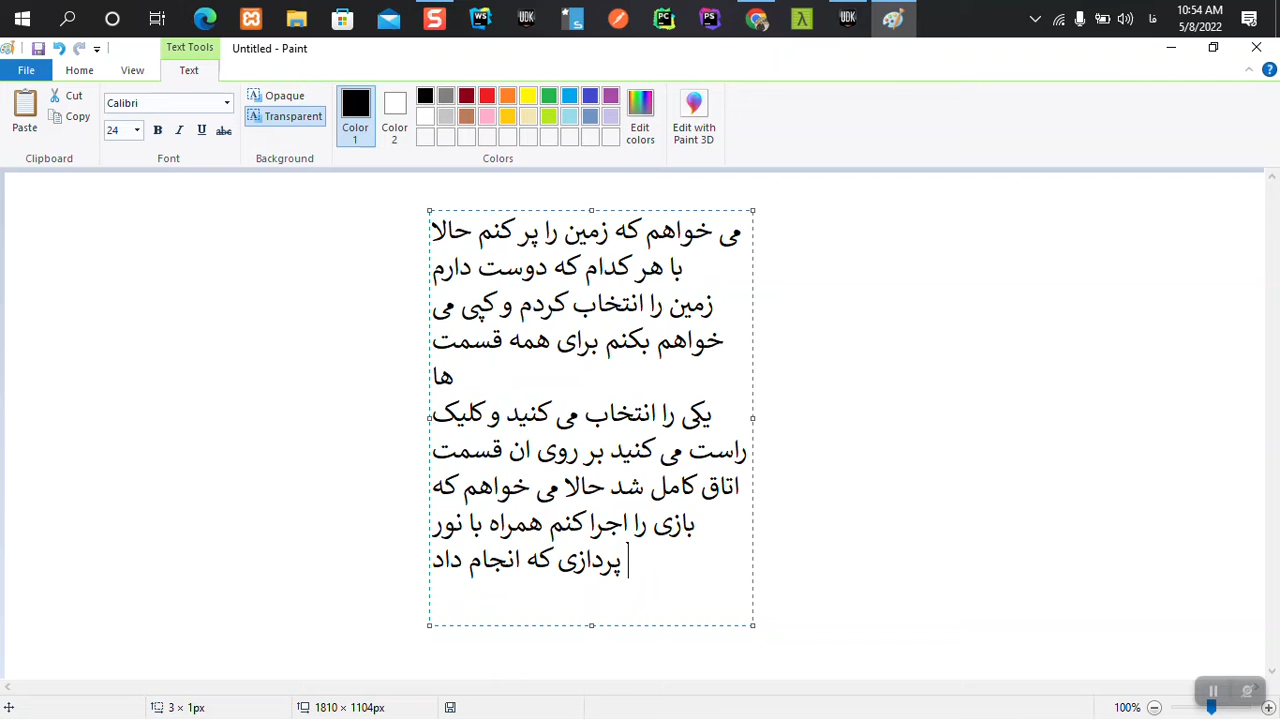 10:54 AM
فا
5/8/2022
Text Tools
Untitled - Paint
File
Home
View
Text
Cut
Copy
Paste
Clipboard
Calibri
24
B I U abc
Font
Opaque
Transparent
Background
Color 1
Color 2
Edit colors
Colors
Edit with Paint 3D
می خواهم که زمین را پر کنم حالا
با هر کدام که دوست دارم
زمین را انتخاب کردم و کپی می
خواهم بکنم برای همه قسمت
ها
یکی را انتخاب می کنید و کلیک
راست می کنید بر روی ان قسمت
اتاق کامل شد حالا می خواهم که
بازی را اجرا کنم همراه با نور
پردازی که انجام داد
3 × 1px
1810 × 1104px
100%